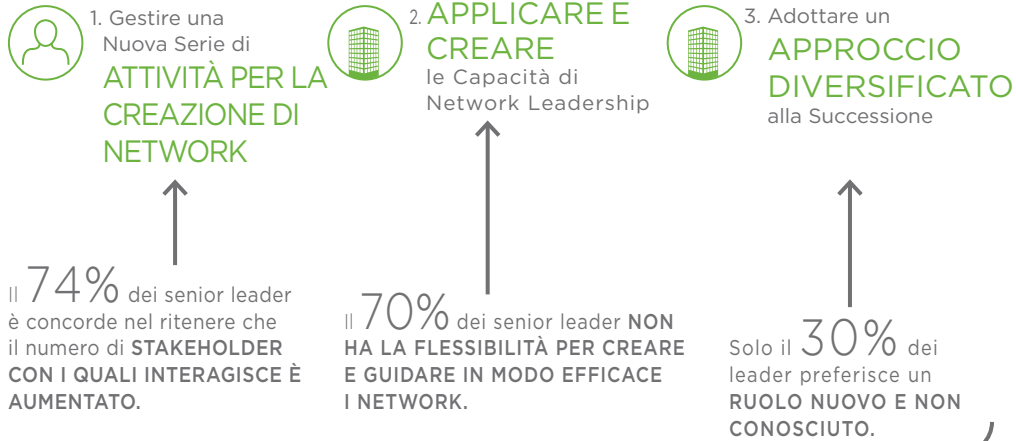 1. Gestire una
Nuova Serie di
ATTIVITÀ PER LA
CREAZIONE DI
NETWORK
Il 74% dei senior leader
è concorde nel ritenere che
il numero di STAKEHOLDER
CON I QUALI INTERAGISCE È
AUMENTATO.
2. APPLICARE E
CREARE
le Capacità di
Network Leadership
Il 70% dei senior leader NON
HA LA FLESSIBILITÀ PER CREARE
E GUIDARE IN MODO EFFICACE
I NETWORK.
3. Adottare un
APPROCCIO
DIVERSIFICATO
alla Successione
Solo il 30% dei
leader preferisce un
RUOLO NUOVO E NON
CONOSCIUTO.